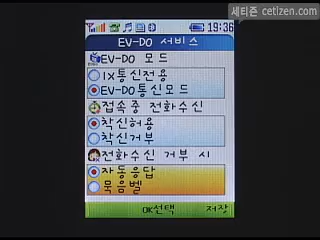 세티즌 cetizen.com
19:36
EV-DO 서비스
EV-DO 모드
1X통신전용
EV-DO통신모드
접속중 전화수신
착신허용
착신거부
전화수신 거부 시
자동응답
묵음벨
OK선택 저장